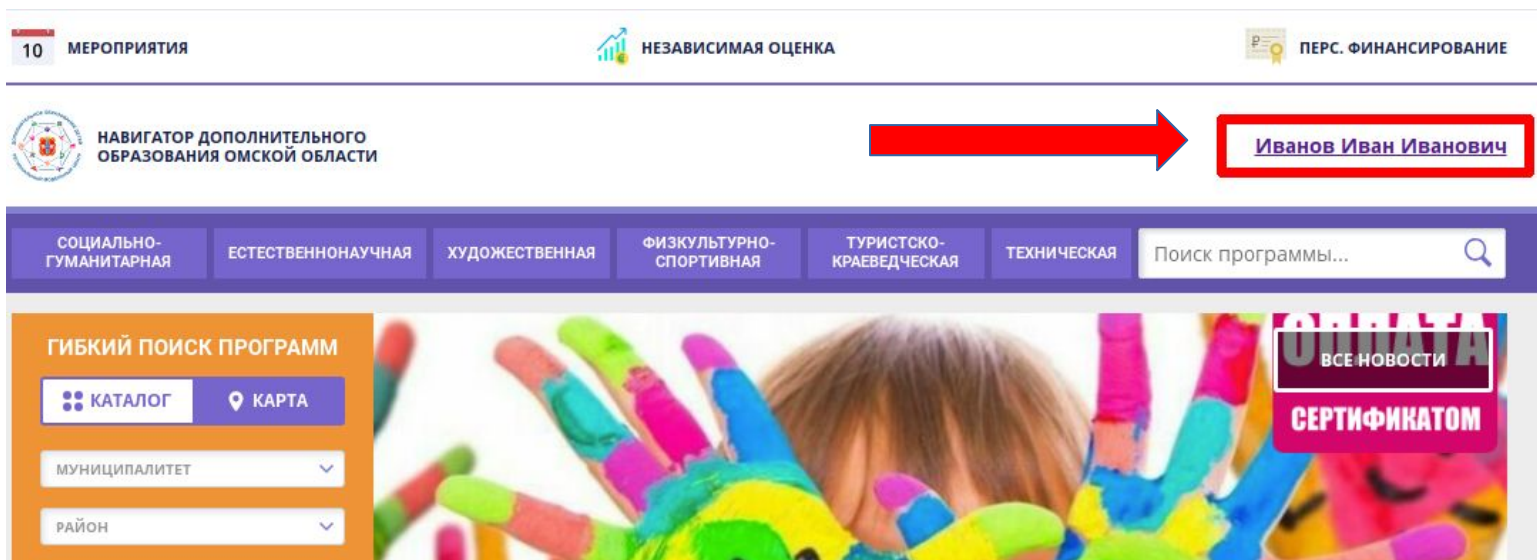 10 МЕРОПРИЯТИЯ
НЕЗАВИСИМАЯ ОЦЕНКА
ПЕРС. ФИНАНСИРОВАНИЕ
НАВИГАТОР ДОПОЛНИТЕЛЬНОГО
ОБРАЗОВАНИЯ ОМСКОЙ ОБЛАСТИ
Иванов Иван Иванович
СОЦИАЛЬНО-
ГУМАНИТАРНАЯ
ЕСТЕСТВЕННОНАУЧНАЯ
ХУДОЖЕСТВЕННАЯ
ФИЗКУЛЬТУРНО-
СПОРТИВНАЯ
ТУРИСТСКО-
КРАЕВЕДЧЕСКАЯ
ТЕХНИЧЕСКАЯ
Поиск программы...
ГИБКИЙ ПОИСК ПРОГРАММ
КАТАЛОГ
КАРТА
МУНИЦИПАЛИТЕТ
РАЙОН
ОПЛАТА
ВСЕ НОВОСТИ
СЕРТИФИКАТОМ